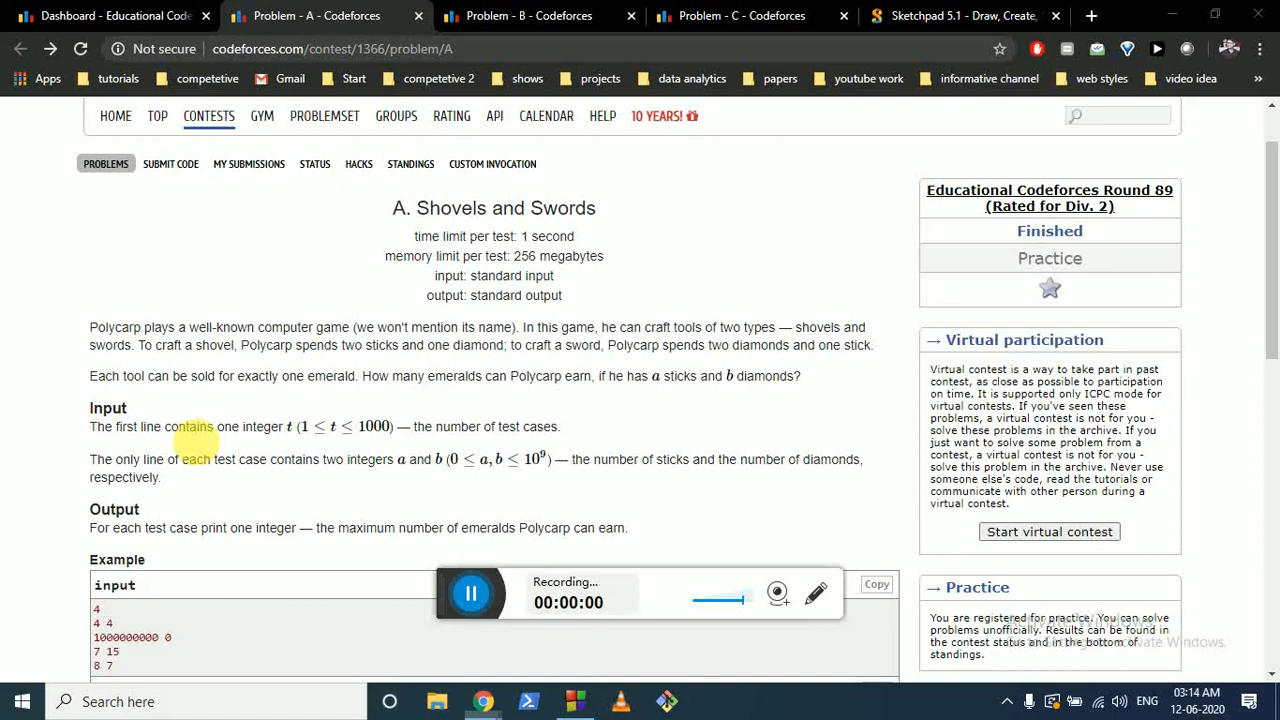 Dashboard - Educational Code
Problem - A - Codeforces
Problem - B - Codeforces
Problem - C - Codeforces
Sketchpad 5.1 - Draw, Create,
Not secure
codeforces.com/contest/1366/problem/A
Apps
tutorials
competetive
Gmail
Start
competetive 2
shows
projects
data analytics
papers
youtube work
informative channel
web styles
video idea
»
HOME TOP CONTESTS GYM PROBLEMSET GROUPS RATING API CALENDAR HELP 10 YEARS!
PROBLEMS SUBMIT CODE MY SUBMISSIONS STATUS HACKS STANDINGS CUSTOM INVOCATION
A. Shovels and Swords
time limit per test: 1 second
memory limit per test: 256 megabytes
input: standard input
output: standard output
Polycarp plays a well-known computer game (we won't mention its name). In this game, he can craft tools of two types — shovels and
swords. To craft a shovel, Polycarp spends two sticks and one diamond; to craft a sword, Polycarp spends two diamonds and one stick.
Each tool can be sold for exactly one emerald. How many emeralds can Polycarp earn, if he has a sticks and b diamonds?
Input
The first line contains one integer t (1 ≤ t ≤ 1000) — the number of test cases.
The only line of each test case contains two integers a and b (0 ≤ a, b ≤ 10⁹) — the number of sticks and the number of diamonds,
respectively.
Output
For each test case print one integer — the maximum number of emeralds Polycarp can earn.
Example
input
Copy
4
4 4
1000000000 0
7 15
8 7
Educational Codeforces Round 89
(Rated for Div. 2)
Finished
Practice
→ Virtual participation
Virtual contest is a way to take part in past
contest, as close as possible to participation
on time. It is supported only ICPC mode for
virtual contests. If you've seen these
problems, a virtual contest is not for you -
solve these problems in the archive. If you
just want to solve some problem from a
contest, a virtual contest is not for you -
solve this problem in the archive. Never use
someone else's code, read the tutorials or
communicate with other person during a
virtual contest.
Start virtual contest
→ Practice
You are registered for practice. You can solve
problems unofficially. Results can be found
in the contest status and in the bottom of
standings.
Activate Windows
Go to Settings to activate Windows.
Recording...
00:00:00
Search here
ENG
03:14 AM
12-06-2020